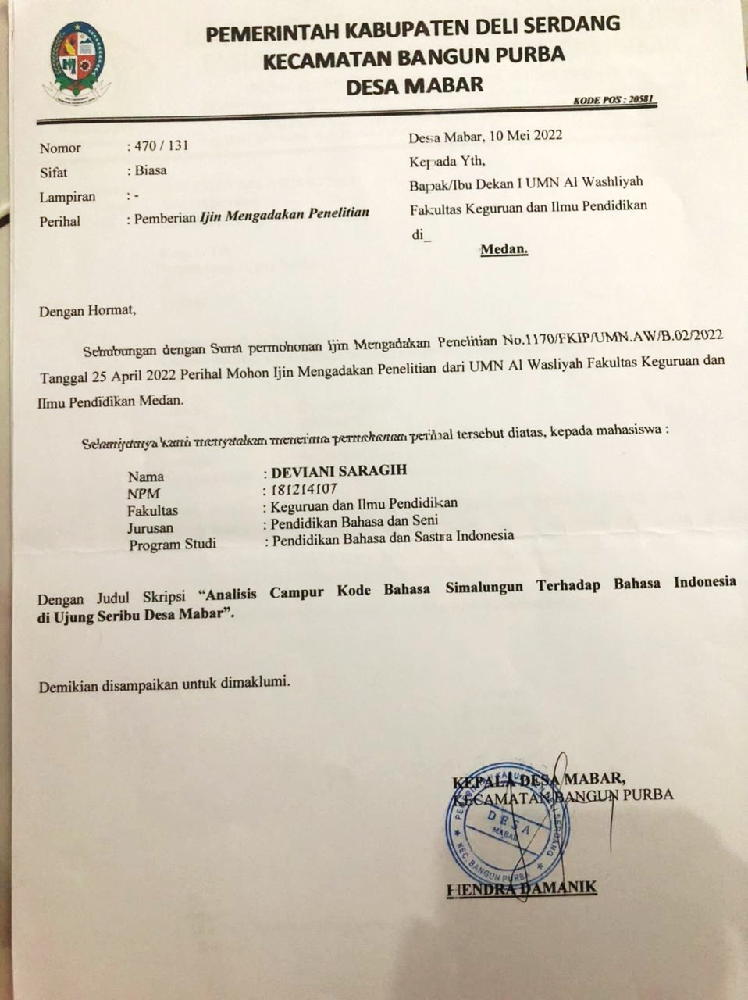 PEMERINTAH KABUPATEN DELI SERDANG
KECAMATAN BANGUN PURBA
DESA MABAR
KODE POS : 20581
Nomor : 470 / 131
Sifat : Biasa
Lampiran : -
Perihal : Pemberian Ijin Mengadakan Penelitian
Desa Mabar, 10 Mei 2022
Kepada Yth,
Bapak/Ibu Dekan I UMN Al Washliyah
Fakultas Keguruan dan Ilmu Pendidikan
di_
Medan.
Dengan Hormat,
Sehubungan dengan Surat permohonan Ijin Mengadakan Penelitian No.1170/FKIP/UMN.AW/B.02/2022
Tanggal 25 April 2022 Perihal Mohon Ijin Mengadakan Penelitian dari UMN Al Wasliyah Fakultas Keguruan dan
Ilmu Pendidikan Medan.
Selanjutnya kami menyatakan menerima permohonan perihal tersebut diatas, kepada mahasiswa :
Nama : DEVIANI SARAGIH
NPM : 181214107
Fakultas : Keguruan dan Ilmu Pendidikan
Jurusan : Pendidikan Bahasa dan Seni
Program Studi : Pendidikan Bahasa dan Sastra Indonesia
Dengan Judul Skripsi “Analisis Campur Kode Bahasa Simalungun Terhadap Bahasa Indonesia
di Ujung Seribu Desa Mabar”.
Demikian disampaikan untuk dimaklumi.
KEPALA DESA MABAR,
KECAMATAN BANGUN PURBA
DESA
MABAR
KEC. BANGUN PURBA
HENDRA DAMANIK